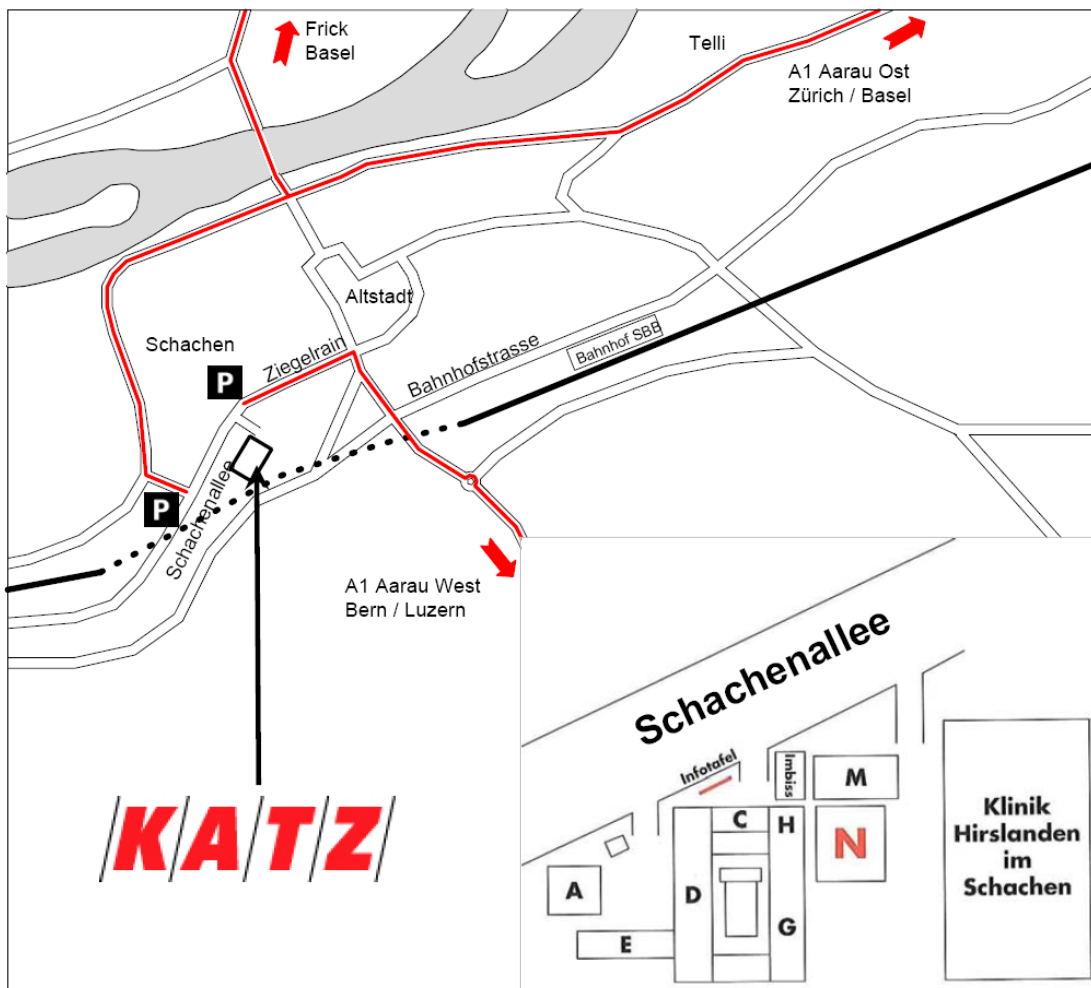 Frick
Basel
Telli
A1 Aarau Ost
Zürich / Basel
Altstadt
Schachen
P
Ziegelrain
Bahnhofstrasse
Bahnhof SBB
P
Schachenallee
A1 Aarau West
Bern / Luzern
KATZ
Schachenallee
Infotafel
Imbiss
M
C
H
N
Klinik
Hirslanden
im
Schachen
A
D
E
G